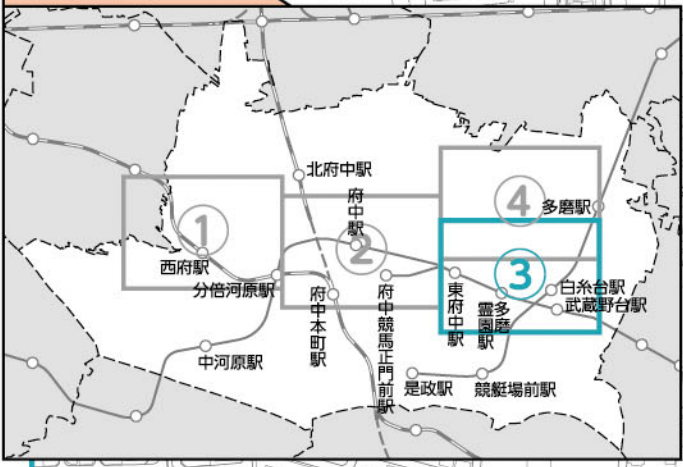 北府中駅
府中駅
①
②
③
④
多磨駅
西府駅
分倍河原駅
府中本町駅
府中競馬正門前駅
東府中駅
多磨霊園駅
白糸台駅
武蔵野台駅
中河原駅
是政駅
競艇場前駅